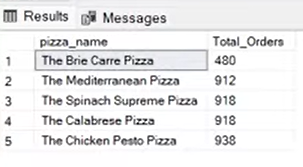 Results Messages
pizza_name Total_Orders
1 The Brie Carre Pizza 480
2 The Mediterranean Pizza 912
3 The Spinach Supreme Pizza 918
4 The Calabrese Pizza 918
5 The Chicken Pesto Pizza 938